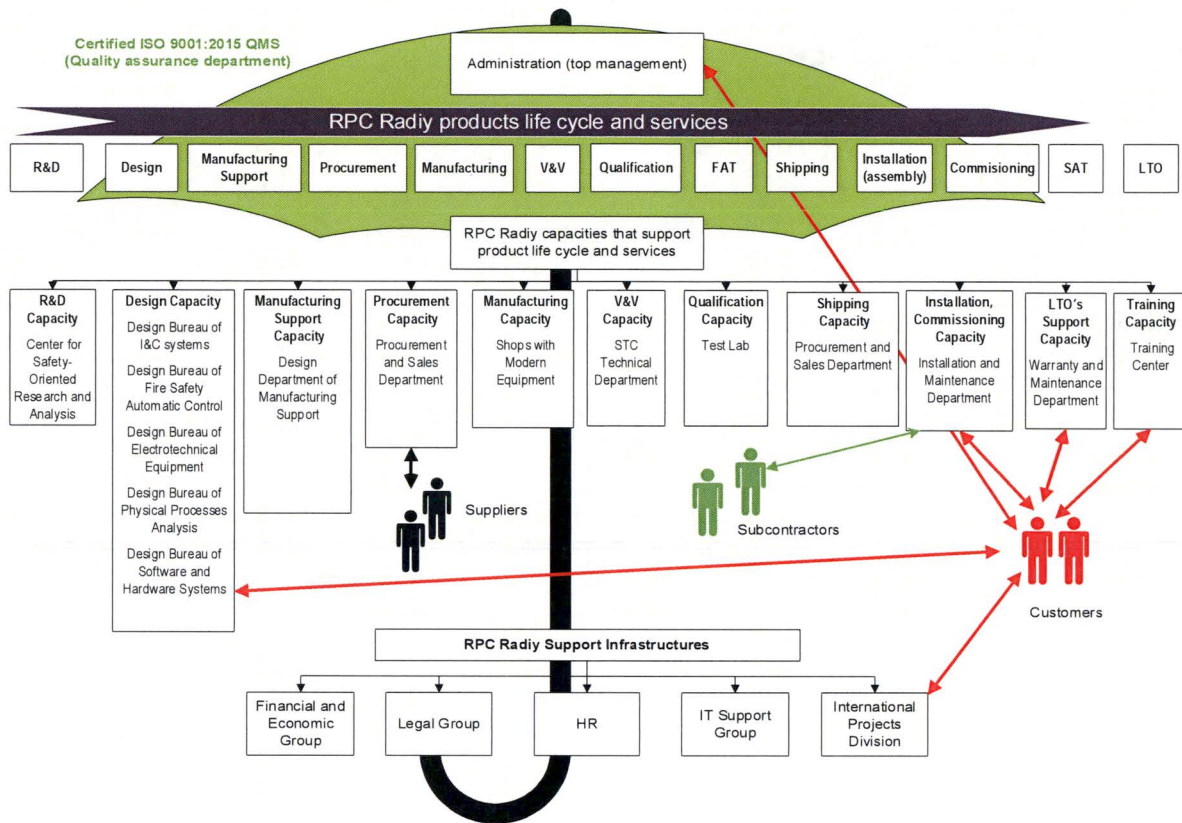 Certified ISO 9001:2015 QMS
(Quality assurance department)
Administration (top management)
RPC Radiy products life cycle and services
R&D
Design
Manufacturing
Support
Procurement
Manufacturing
V&V
Qualification
FAT
Shipping
Installation
(assembly)
Commisioning
SAT
LTO
RPC Radiy capacities that support
product life cycle and services
R&D
Capacity
Center for
Safety-
Oriented
Research and
Analysis
Design Capacity
Design Bureau of
I&C systems
Design Bureau of
Fire Safety
Automatic Control
Design Bureau of
Electrotechnical
Equipment
Design Bureau of
Physical Processes
Analysis
Design Bureau of
Software and
Hardware Systems
Manufacturing
Support
Capacity
Design
Department of
Manufacturing
Support
Procurement
Capacity
Procurement
and Sales
Department
Manufacturing
Capacity
Shops with
Modern
Equipment
V&V
Capacity
STC
Technical
Department
Qualification
Capacity
Test Lab
Shipping
Capacity
Procurement and
Sales Department
Installation,
Commissioning
Capacity
Installation and
Maintenance
Department
LTO's
Support
Capacity
Warranty and
Maintenance
Department
Training
Capacity
Training
Center
Suppliers
Subcontractors
Customers
RPC Radiy Support Infrastructures
Financial and
Economic
Group
Legal Group
HR
IT Support
Group
International
Projects
Division